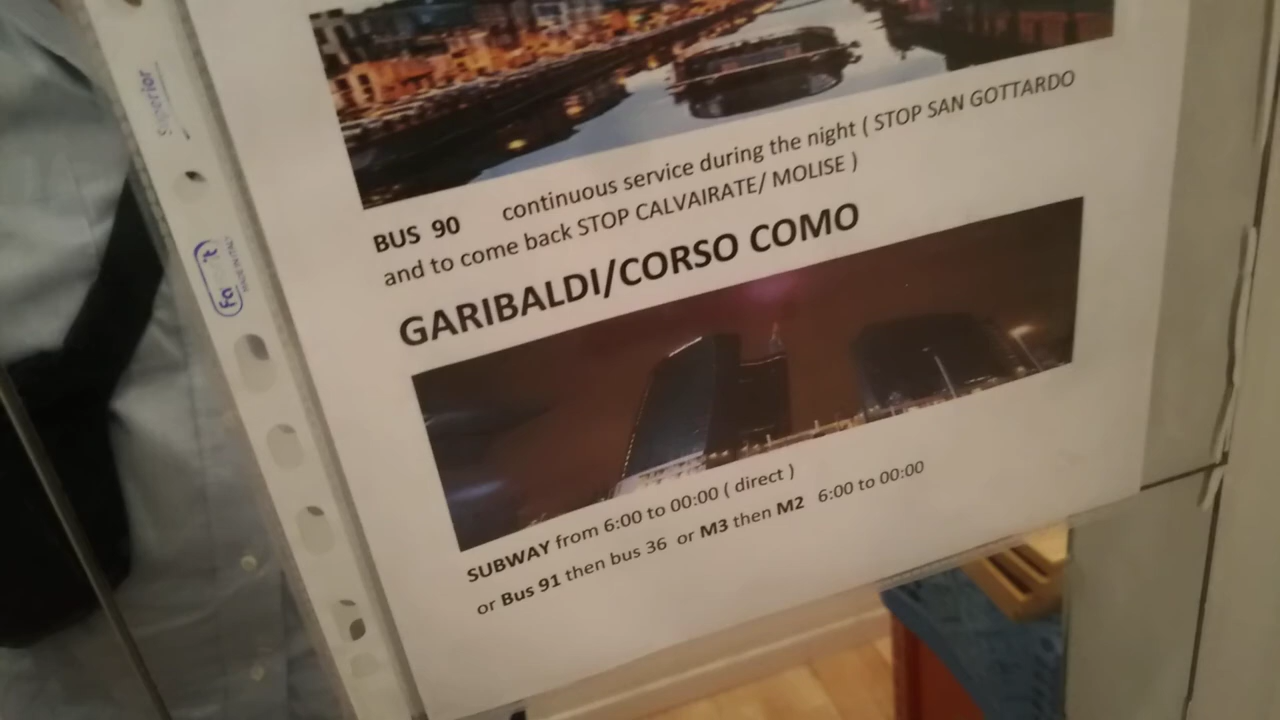 BUS 90 continuous service during the night ( STOP SAN GOTTARDO
and to come back STOP CALVAIRATE/ MOLISE )
GARIBALDI/CORSO COMO
SUBWAY from 6:00 to 00:00 ( direct )
or Bus 91 then bus 36 or M3 then M2 6:00 to 00:00